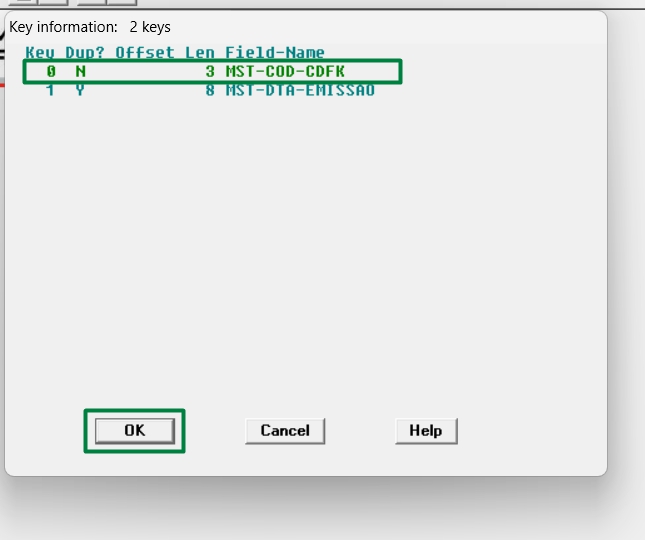 Key information: 2 keys
Key Dup? Offset Len Field-Name
0 N 3 MST-COD-CDFK
1 Y 8 MST-DTA-EMISSAO
OK Cancel Help